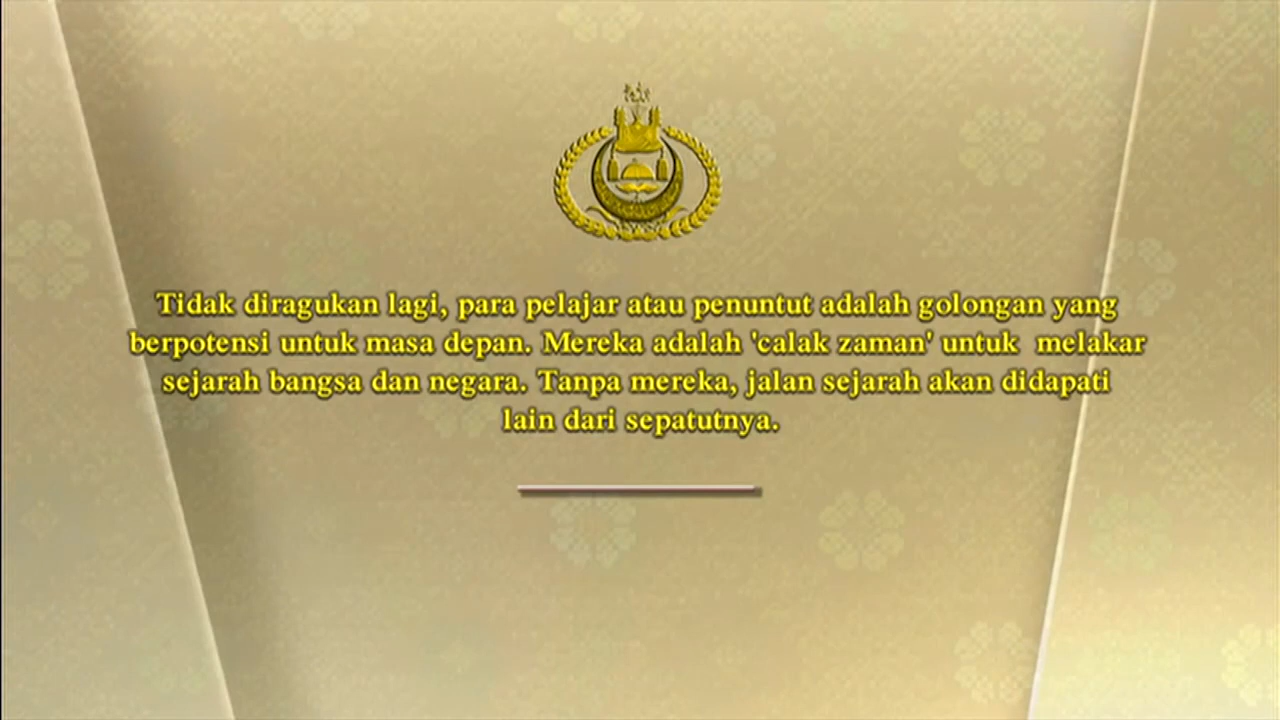 Tidak diragukan lagi, para pelajar atau penuntut adalah golongan yang
berpotensi untuk masa depan. Mereka adalah 'calak zaman' untuk  melakar
sejarah bangsa dan negara. Tanpa mereka, jalan sejarah akan didapati
lain dari sepatutnya.